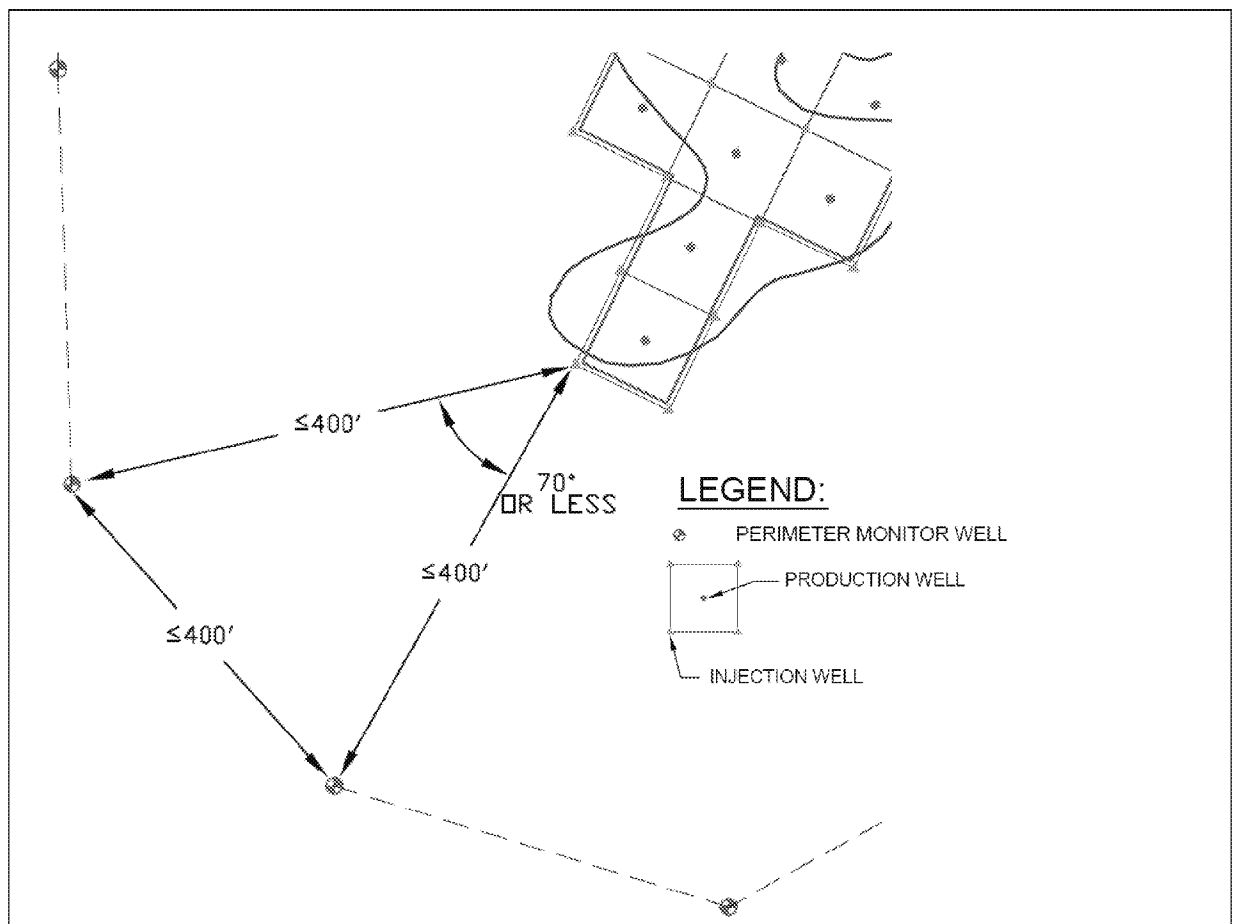 ≤400'
70°
OR LESS
≤400'
≤400'
LEGEND:
PERIMETER MONITOR WELL
PRODUCTION WELL
INJECTION WELL